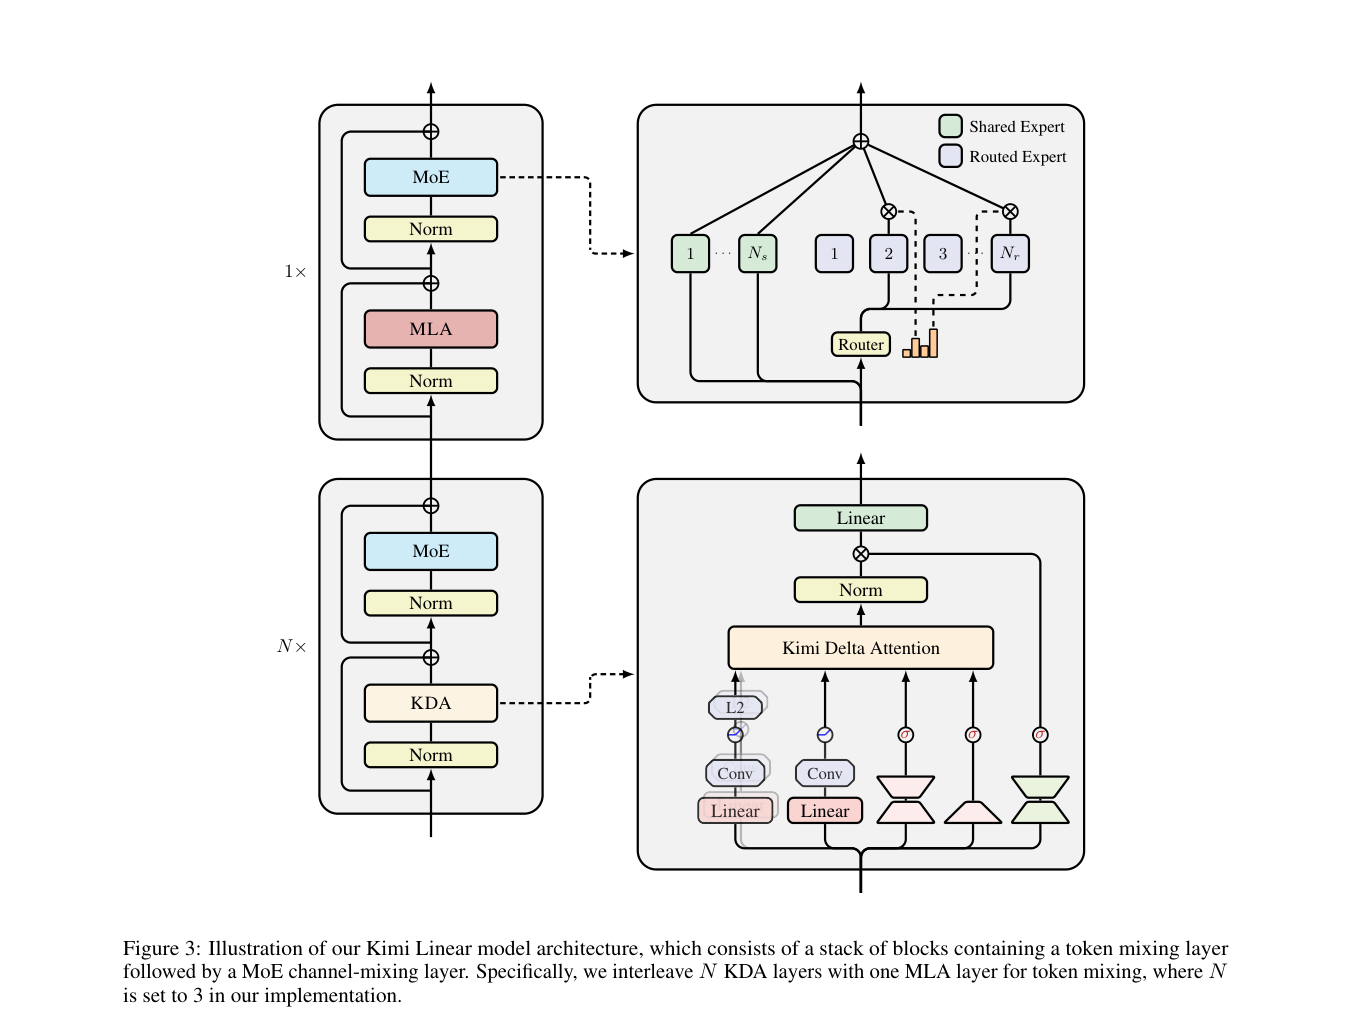 MoE
Norm
1×
MLA
Norm
MoE
Norm
N×
KDA
Norm
Shared Expert
Routed Expert
1 ··· Nₛ 1 2 3 ··· Nᵣ
Router
Linear
Norm
Kimi Delta Attention
L2
σ σ σ
Conv Conv
Linear Linear
Figure 3: Illustration of our Kimi Linear model architecture, which consists of a stack of blocks containing a token mixing layer
followed by a MoE channel-mixing layer. Specifically, we interleave N KDA layers with one MLA layer for token mixing, where N
is set to 3 in our implementation.